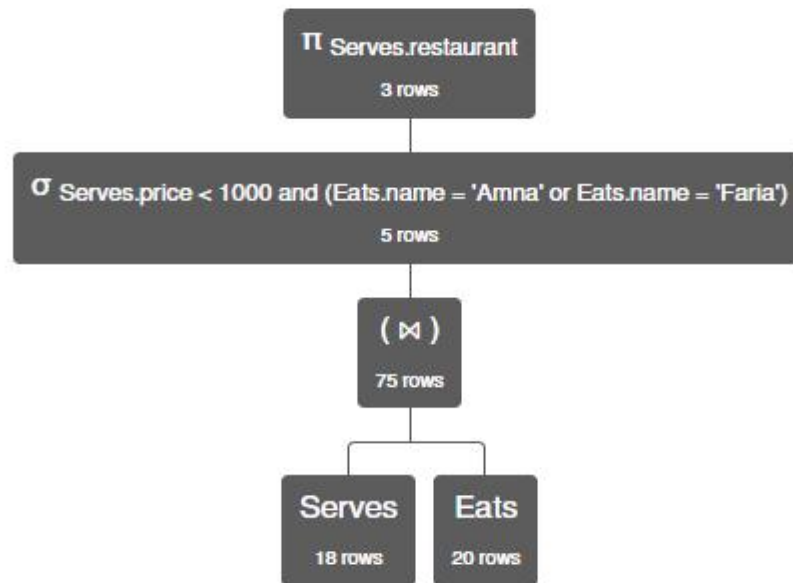 π Serves.restaurant
3 rows
σ Serves.price < 1000 and (Eats.name = 'Amna' or Eats.name = 'Faria')
5 rows
( ⋈ )
75 rows
Serves
18 rows
Eats
20 rows